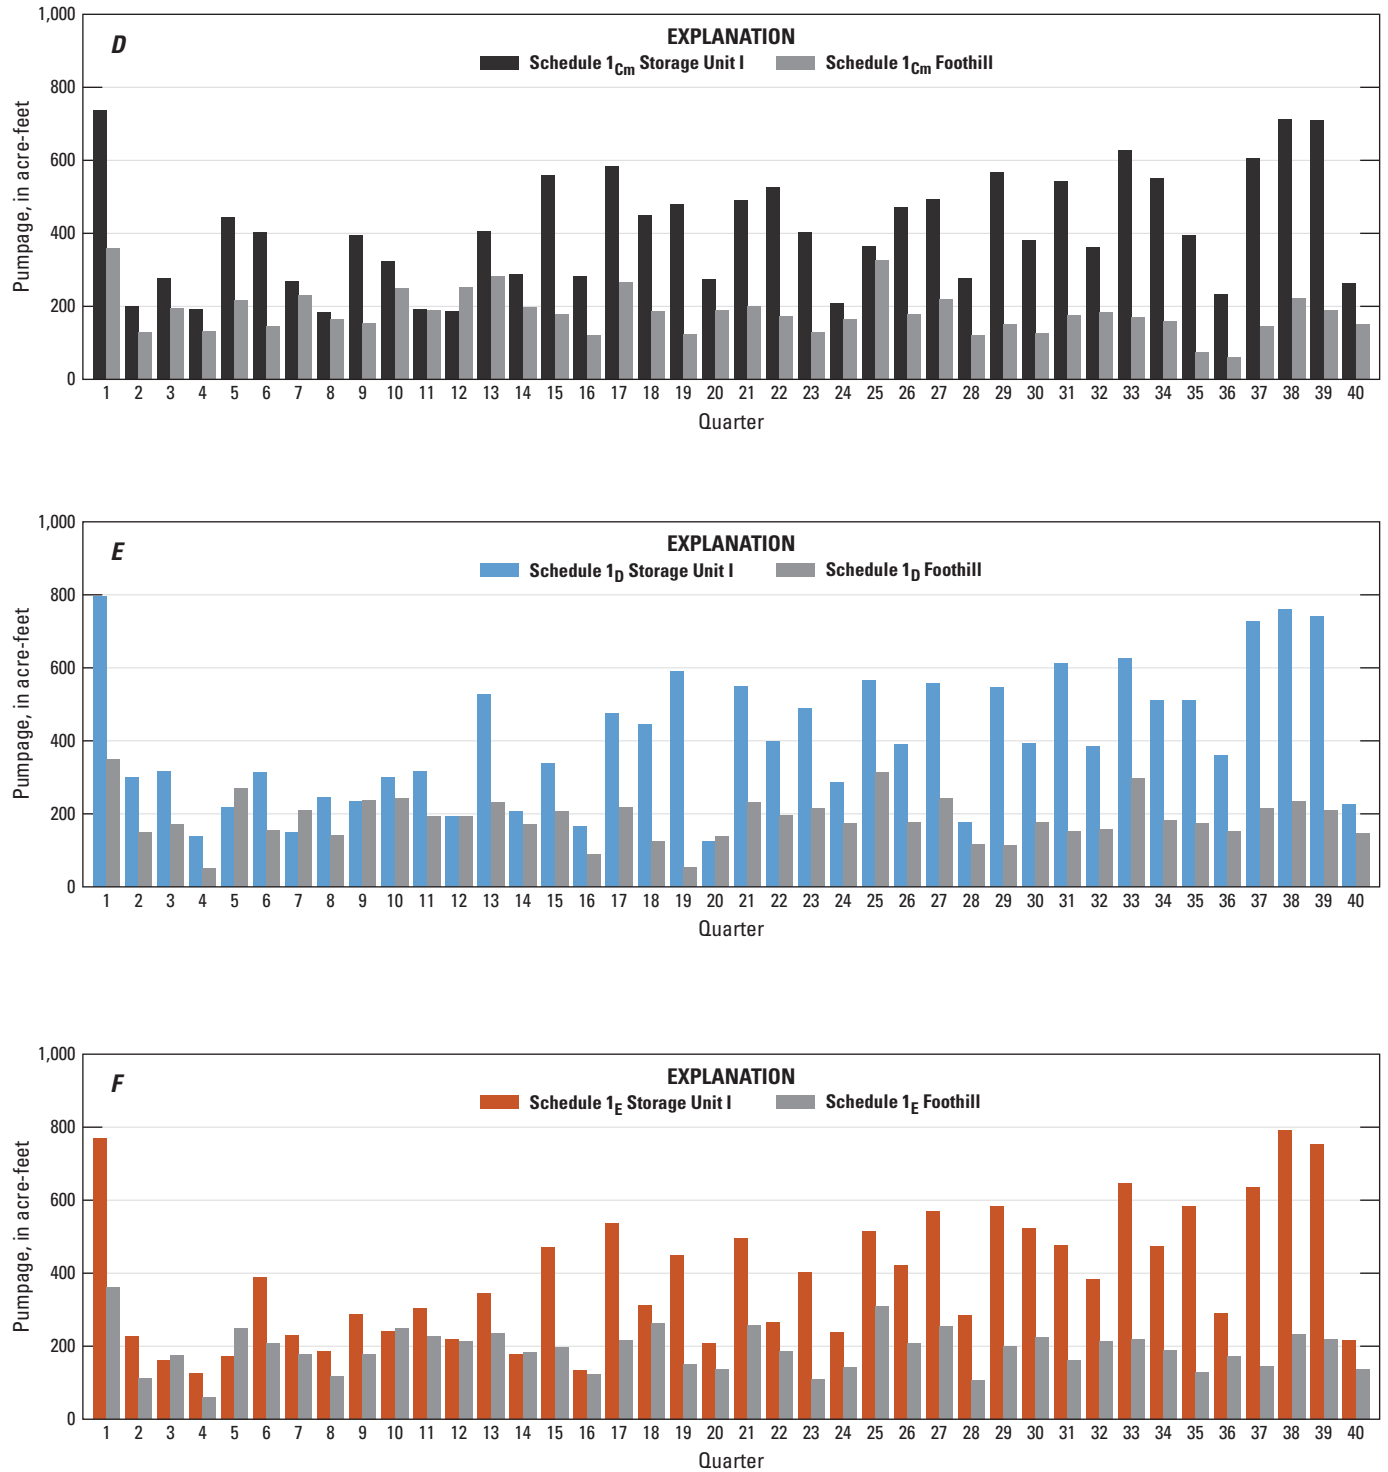 D
EXPLANATION
Schedule 1Cm Storage Unit I Schedule 1Cm Foothill
1,000
800
600
400
200
0
Pumpage, in acre-feet
1 2 3 4 5 6 7 8 9 10 11 12 13 14 15 16 17 18 19 20 21 22 23 24 25 26 27 28 29 30 31 32 33 34 35 36 37 38 39 40
Quarter
E
EXPLANATION
Schedule 1D Storage Unit I Schedule 1D Foothill
1,000
800
600
400
200
0
Pumpage, in acre-feet
1 2 3 4 5 6 7 8 9 10 11 12 13 14 15 16 17 18 19 20 21 22 23 24 25 26 27 28 29 30 31 32 33 34 35 36 37 38 39 40
Quarter
F
EXPLANATION
Schedule 1E Storage Unit I Schedule 1E Foothill
1,000
800
600
400
200
0
Pumpage, in acre-feet
1 2 3 4 5 6 7 8 9 10 11 12 13 14 15 16 17 18 19 20 21 22 23 24 25 26 27 28 29 30 31 32 33 34 35 36 37 38 39 40
Quarter